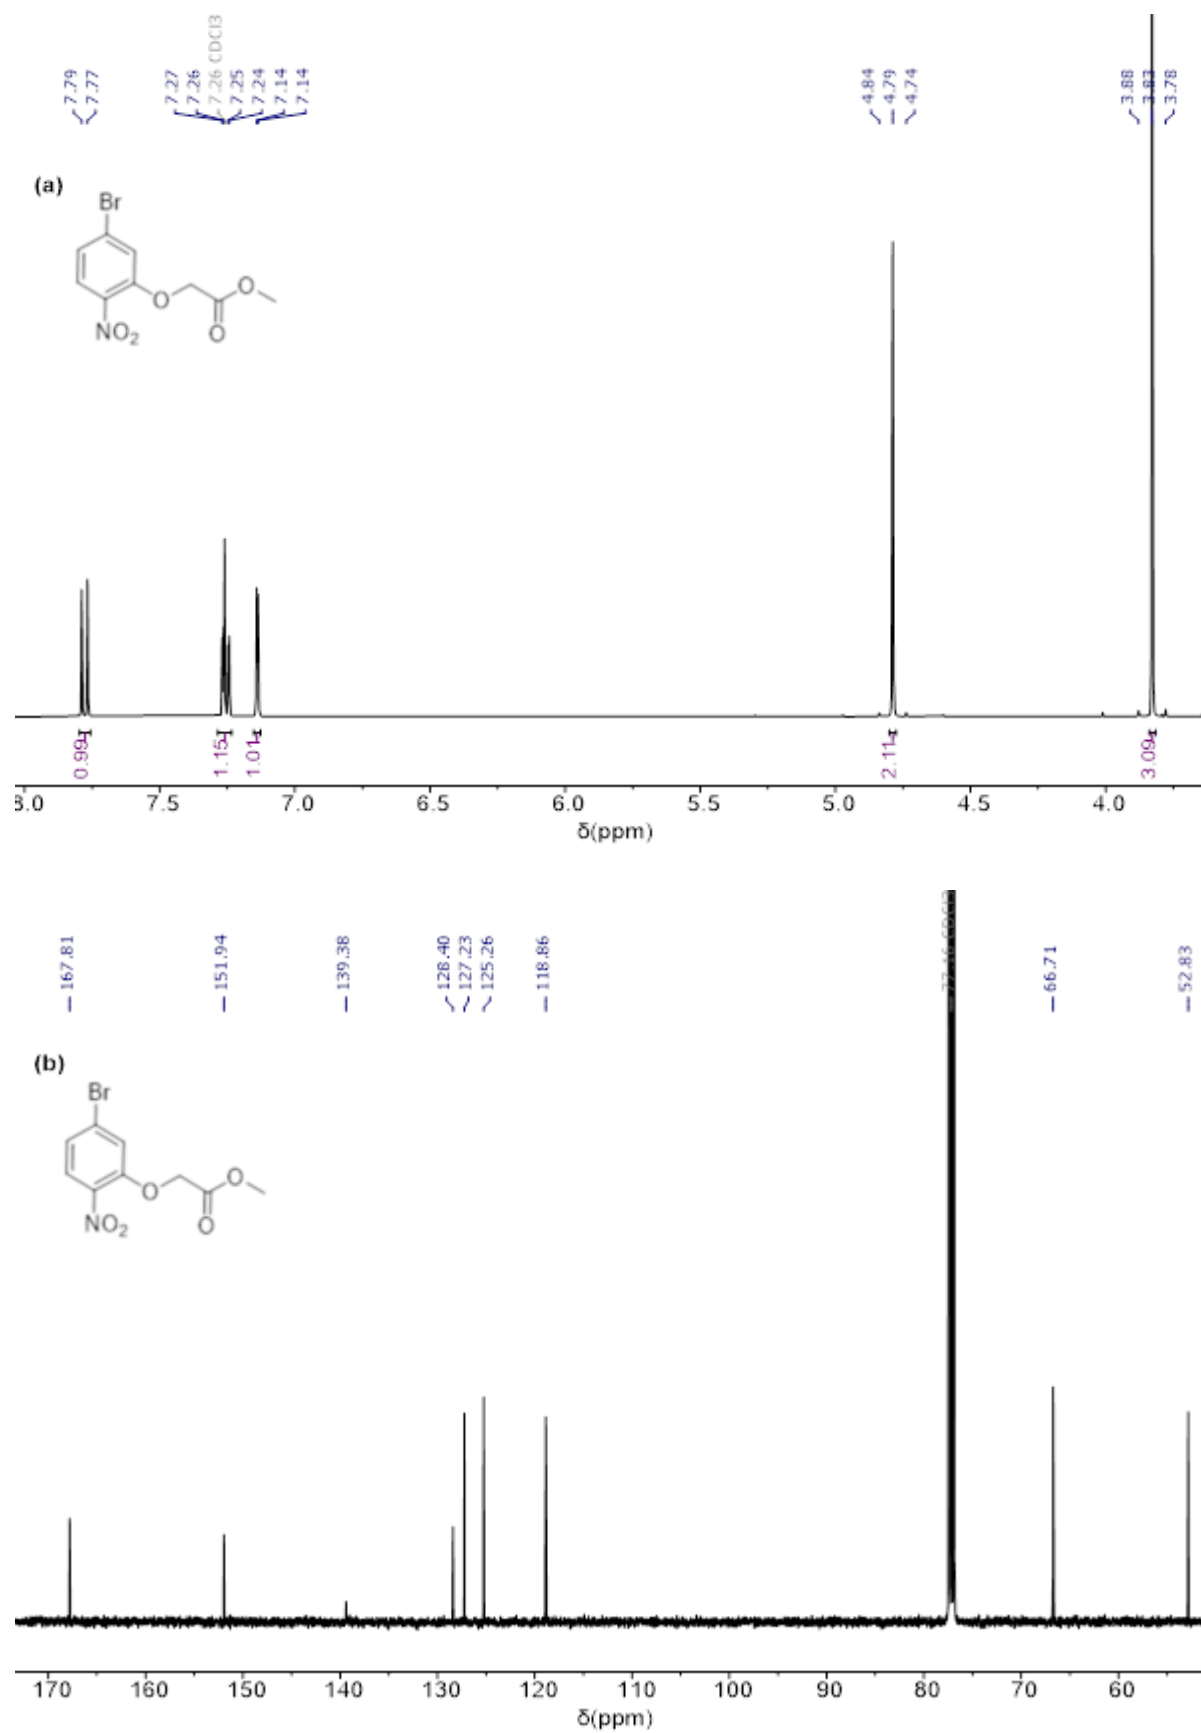 7.79
7.77
7.27
7.26
7.26 CDCl3
7.25
7.24
7.14
7.14
4.84
4.79
4.74
3.88
3.83
3.78
(a)
Br
O
O
O
NO2
0.99
1.15
1.01
2.11
3.09
8.0 7.5 7.0 6.5 6.0 5.5 5.0 4.5 4.0
δ(ppm)
167.81
151.94
139.38
128.40
127.23
125.26
118.86
77.16 CDCl3
66.71
52.83
(b)
Br
O
O
O
NO2
170 160 150 140 130 120 110 100 90 80 70 60
δ(ppm)